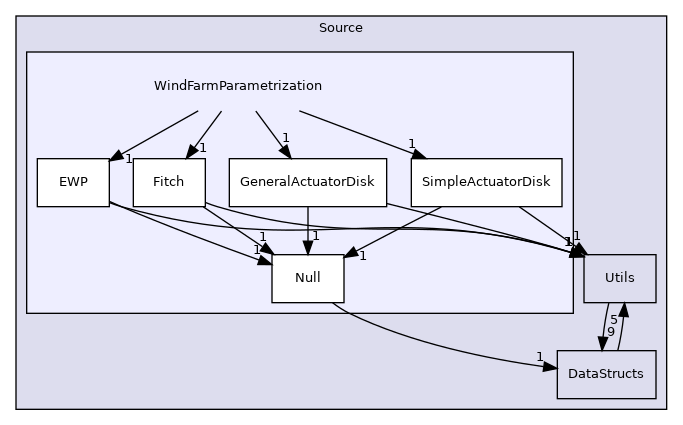 Source
WindFarmParametrization
1 1 1 1
EWP Fitch GeneralActuatorDisk SimpleActuatorDisk
1 1 1 1 1 1
Null Utils
5
9
1
DataStructs